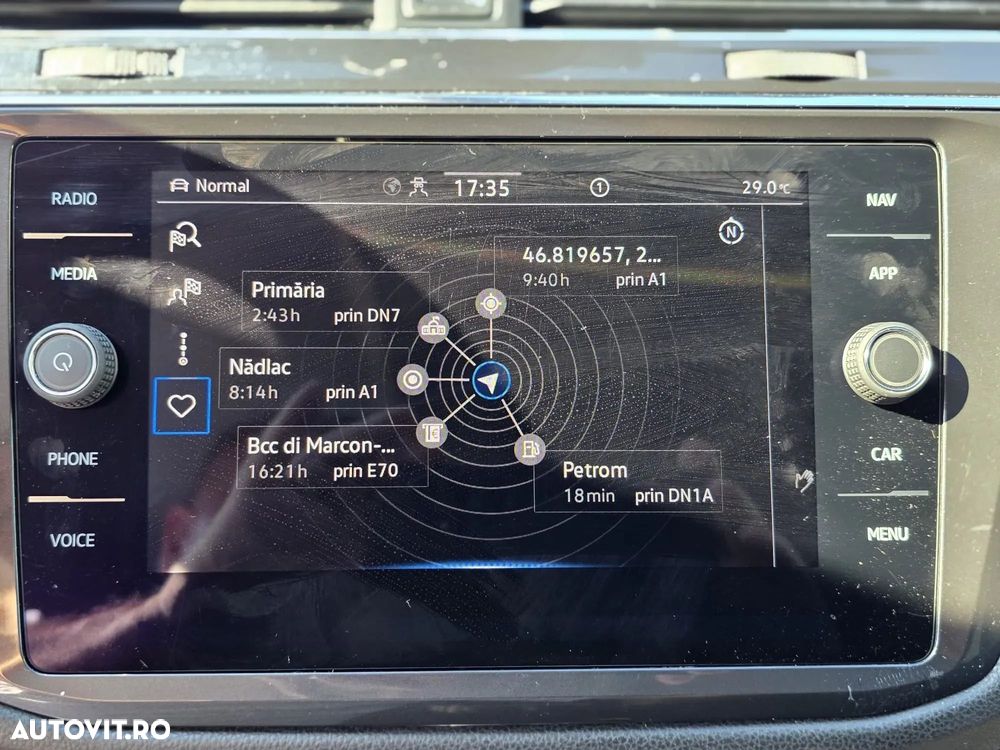 RADIO
MEDIA
PHONE
VOICE
Normal
17:35
1
29.0°C
N
46.819657, 2...
9:40h prin A1
Primăria
2:43h prin DN7
Nădlac
8:14h prin A1
Bcc di Marcon-...
16:21h prin E70
Petrom
18min prin DN1A
NAV
APP
CAR
MENU
AUTOVIT.RO